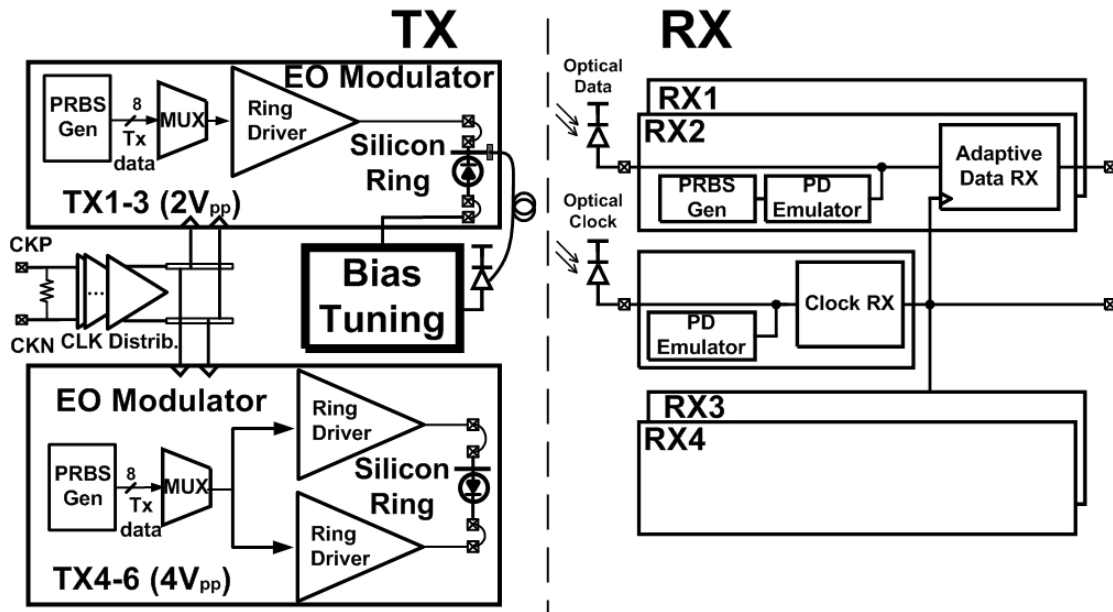 TX
EO Modulator
PRBS
Gen
8
Tx
data
MUX
Ring
Driver
Silicon
Ring
TX1-3 (2Vpp)
CKP
CKN
...
CLK Distrib.
Bias
Tuning
EO Modulator
PRBS
Gen
8
Tx
data
MUX
Ring
Driver
Ring
Driver
Silicon
Ring
TX4-6 (4Vpp)
RX
Optical
Data
RX1
RX2
PRBS
Gen
PD
Emulator
Adaptive
Data RX
Optical
Clock
PD
Emulator
Clock RX
RX3
RX4